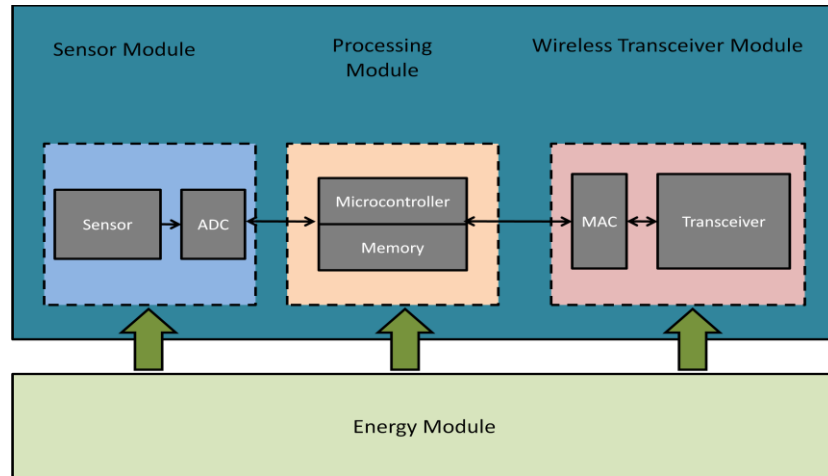 Sensor Module
Processing
Module
Wireless Transceiver Module
Sensor
ADC
Microcontroller
Memory
MAC
Transceiver
Energy Module